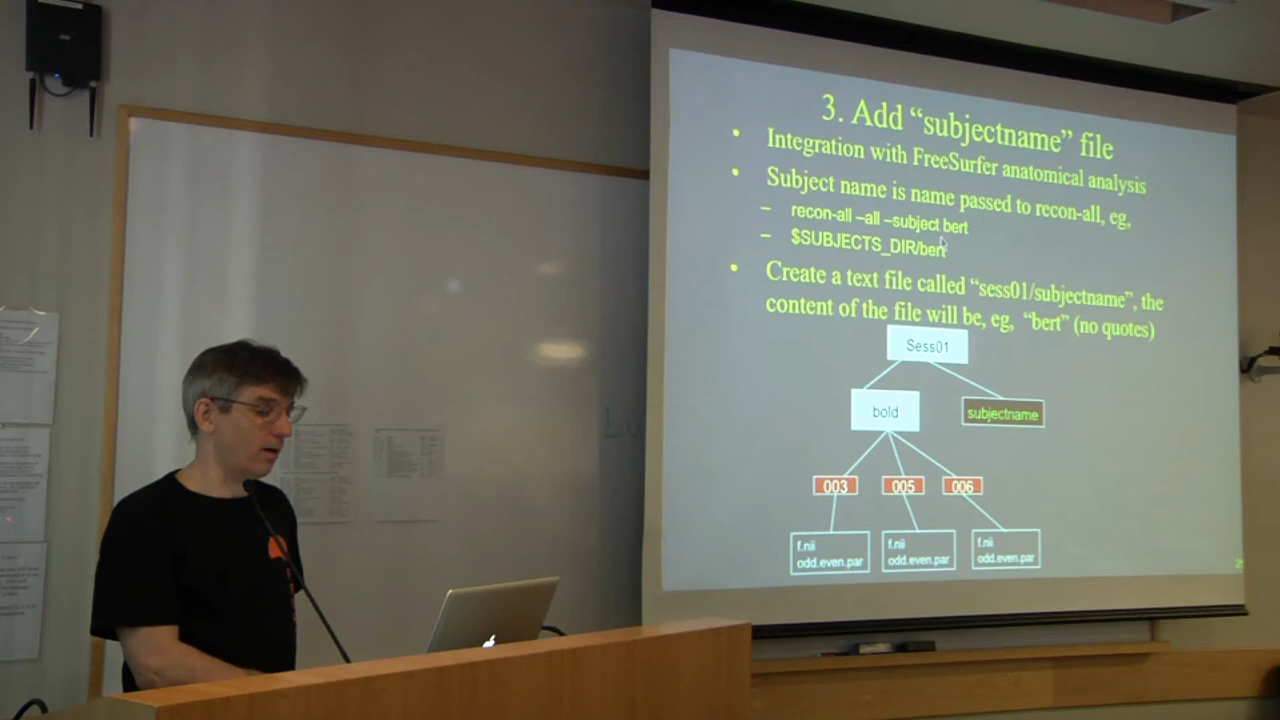 3. Add “subjectname” file
• Integration with FreeSurfer anatomical analysis
• Subject name is name passed to recon-all, eg,
– recon-all –all –subject bert
– $SUBJECTS_DIR/bert
• Create a text file called “sess01/subjectname”, the
content of the file will be, eg, “bert” (no quotes)
Sess01
bold
subjectname
003
005
006
f.nii
odd.even.par
f.nii
odd.even.par
f.nii
odd.even.par